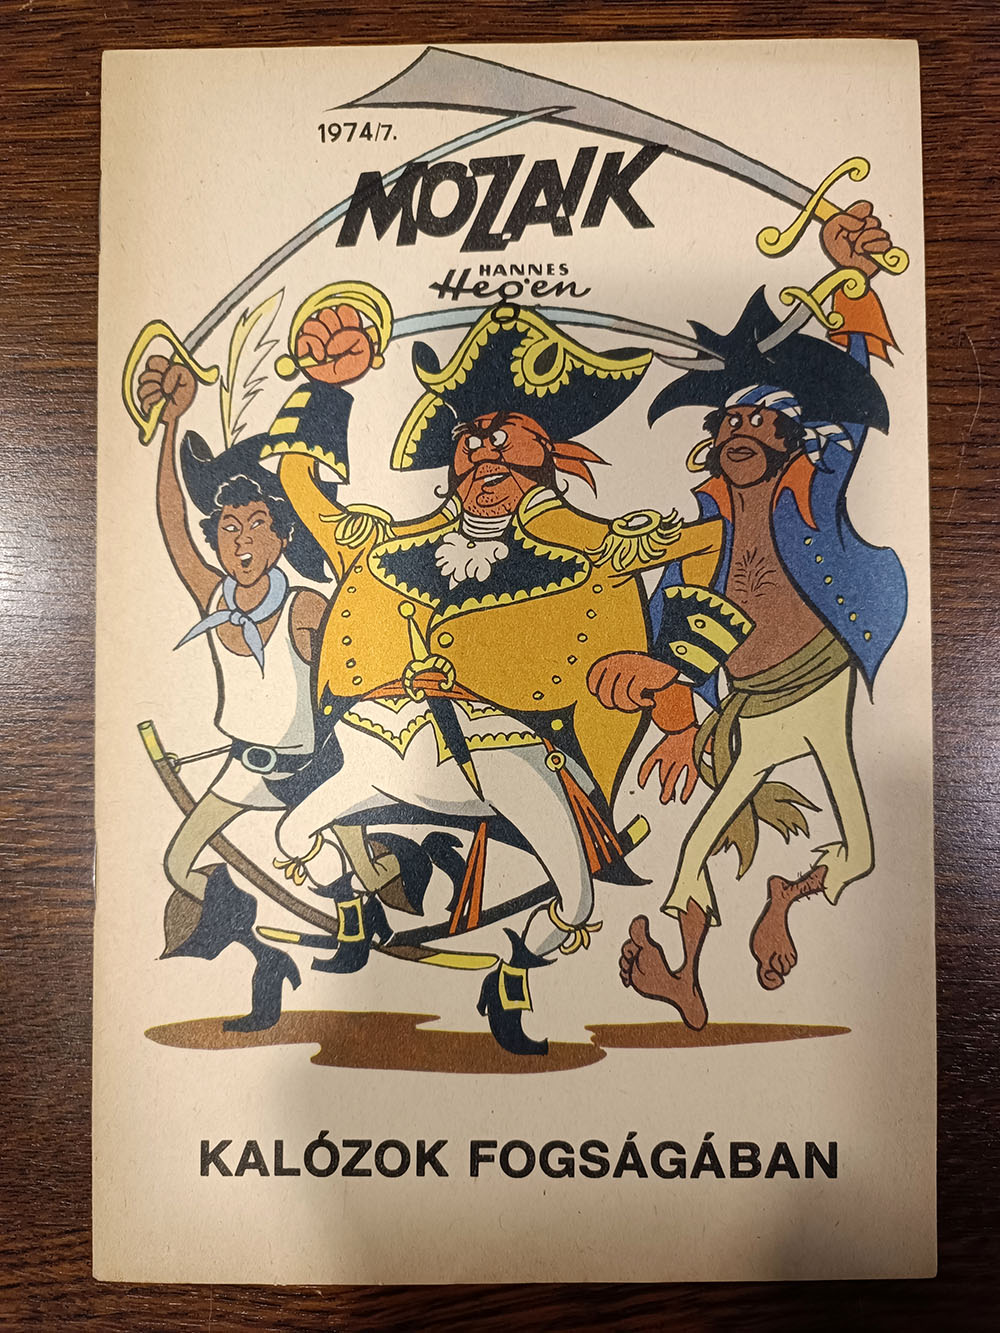 1974/7.
MOZAIK
HANNES
Hegen
KALÓZOK FOGSÁGÁBAN